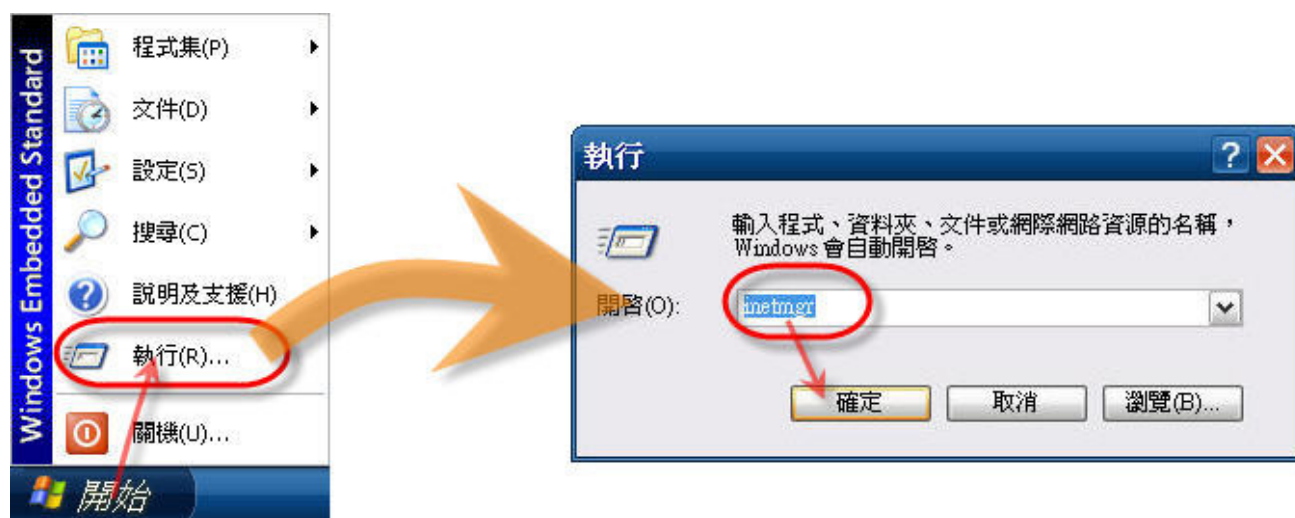 Windows Embedded Standard
程式集(P)
文件(D)
設定(S)
搜尋(C)
說明及支援(H)
執行(R)...
關機(U)...
開始
執行
輸入程式、資料夾、文件或網際網路資源的名稱，
Windows 會自動開啓。
開啓(O):
inetmgr
確定
取消
瀏覽(B)...